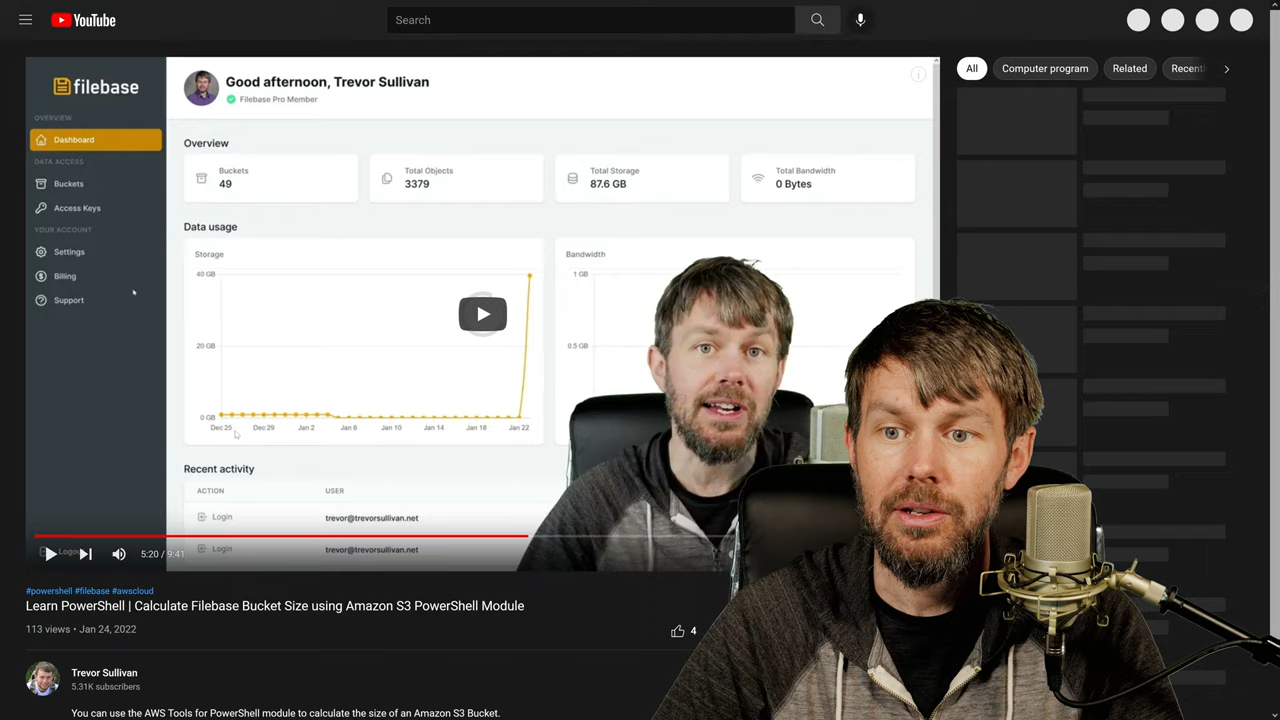 YouTube
Search
All
Computer program
Related
filebase
Good afternoon, Trevor Sullivan
Filebase Pro Member
OVERVIEW
Dashboard
DATA ACCESS
Buckets
Access Keys
YOUR ACCOUNT
Settings
Billing
Support
Overview
Buckets
49
Total Objects
3379
Total Storage
87.6 GB
Total Bandwidth
0 Bytes
Data usage
Storage
40 GB
20 GB
0 GB
Dec 25 Dec 29 Jan 2 Jan 6 Jan 10 Jan 14 Jan 18 Jan 22
Bandwidth
1 GB
0.5 GB
Recent activity
ACTION USER
Login trevor@trevorsullivan.net
Login trevor@trevorsullivan.net
5:20 / 9:41
#powershell #filebase #awscloud
Learn PowerShell | Calculate Filebase Bucket Size using Amazon S3 PowerShell Module
113 views • Jan 24, 2022
4
Trevor Sullivan
5.31K subscribers
You can use the AWS Tools for PowerShell module to calculate the size of an Amazon S3 Bucket.